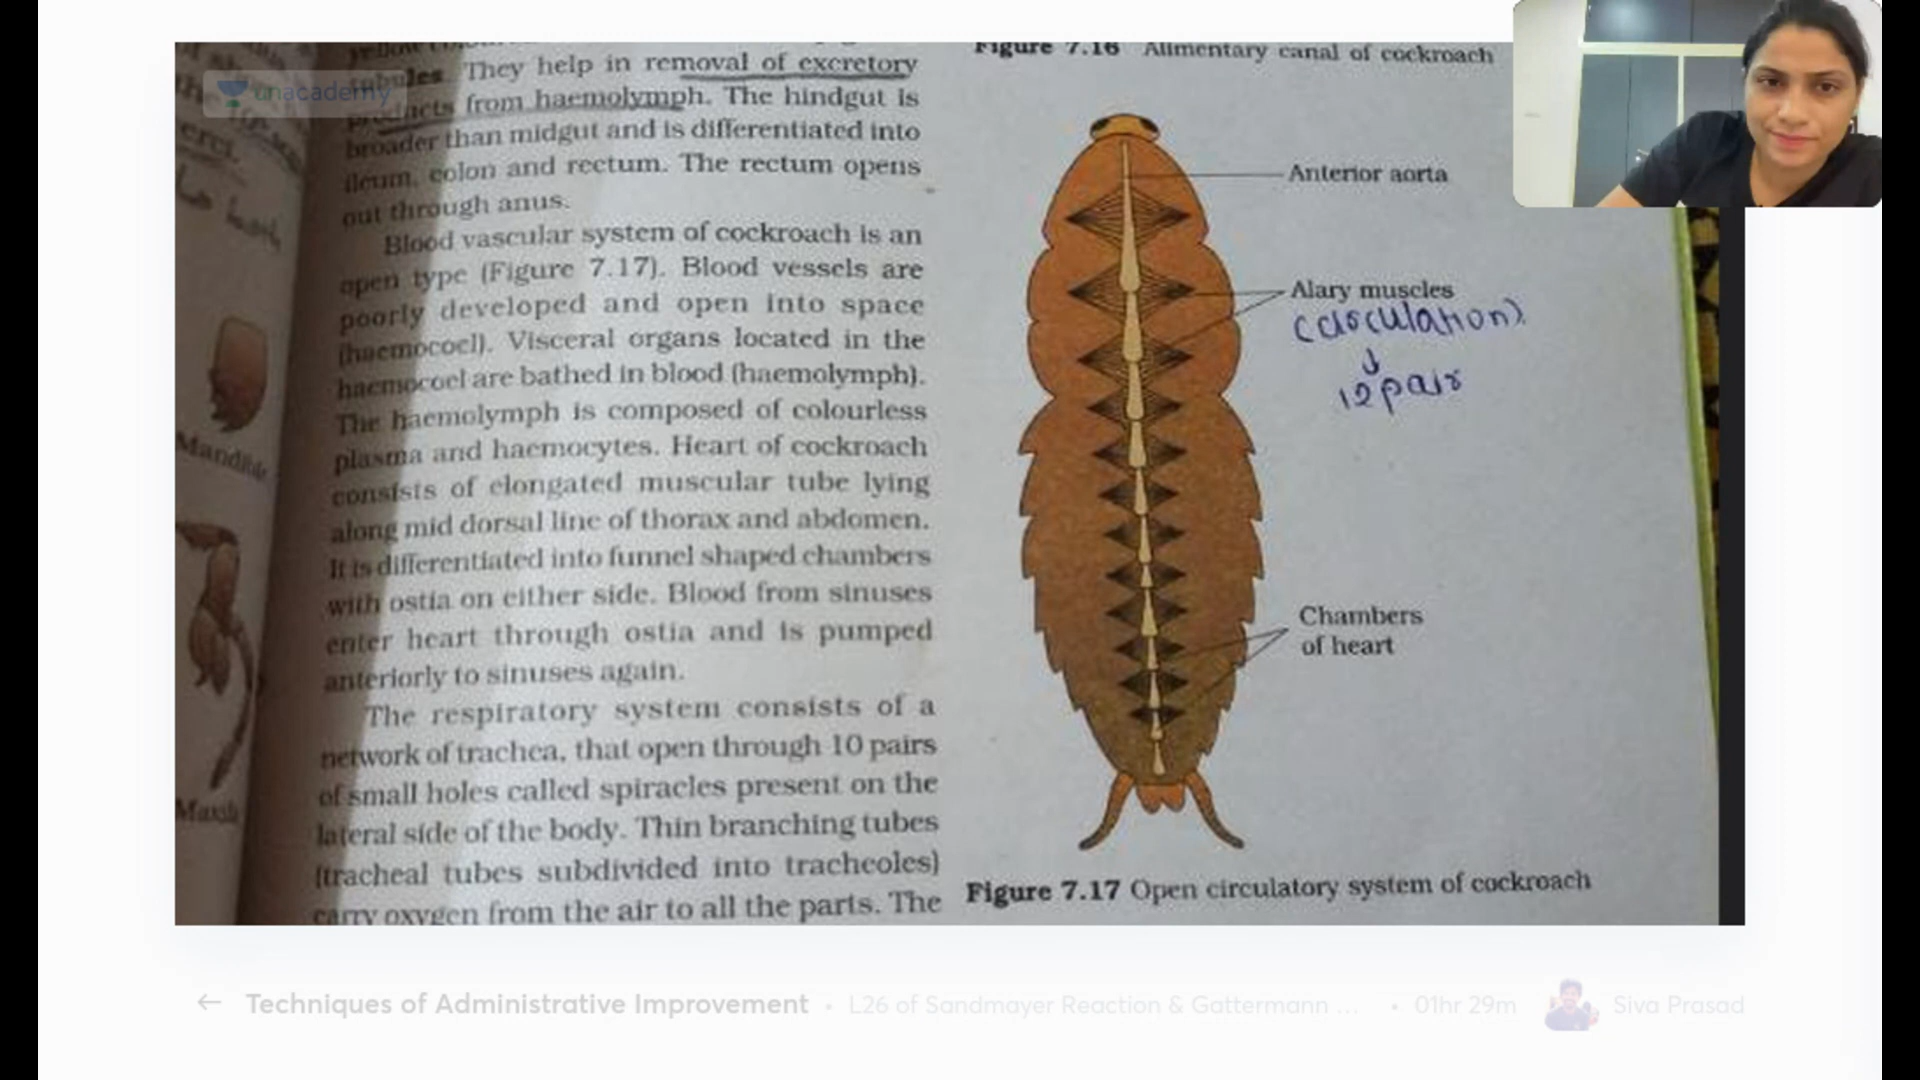 tubules. They help in removal of excretory
products from haemolymph. The hindgut is
broader than midgut and is differentiated into
ileum, colon and rectum. The rectum opens
out through anus.
Blood vascular system of cockroach is an
open type (Figure 7.17). Blood vessels are
poorly developed and open into space
(haemocoel). Visceral organs located in the
haemocoel are bathed in blood (haemolymph).
The haemolymph is composed of colourless
plasma and haemocytes. Heart of cockroach
consists of elongated muscular tube lying
along mid dorsal line of thorax and abdomen.
It is differentiated into funnel shaped chambers
with ostia on either side. Blood from sinuses
enter heart through ostia and is pumped
anteriorly to sinuses again.
The respiratory system consists of a
network of trachea, that open through 10 pairs
of small holes called spiracles present on the
lateral side of the body. Thin branching tubes
(tracheal tubes subdivided into tracheoles)
carry oxygen from the air to all the parts. The
unacademy
Mandible
Figure 7.16 Alimentary canal of cockroach
Anterior aorta
Alary muscles
12 pair
Chambers
of heart
Figure 7.17 Open circulatory system of cockroach
← Techniques of Administrative Improvement • L26 of Sandmayer Reaction & Gattermann ... • 01hr 29m Siva Prasad